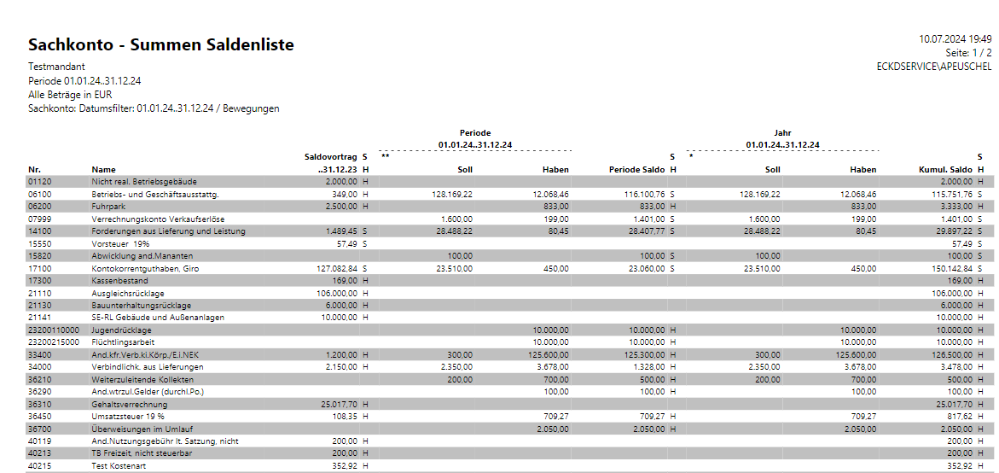 Sachkonto - Summen Saldenliste
10.07.2024 19:49
Seite: 1 / 2
Testmandant
ECKDSERVICE\APEUSCHEL
Periode 01.01.24..31.12.24
Alle Beträge in EUR
Sachkonto: Datumsfilter: 01.01.24..31.12.24 / Bewegungen
Periode Jahr
01.01.24..31.12.24 01.01.24..31.12.24
Saldovortrag S ** S * S
Nr. Name ..31.12.23 H Soll Haben Periode Saldo H Soll Haben Kumul. Saldo H
01120 Nicht real. Betriebsgebäude 2.000,00 H 2.000,00 H
06100 Betriebs- und Geschäftsausstattg. 349,00 H 128.169,22 12.068,46 116.100,76 S 128.169,22 12.068,46 115.751,76 S
06200 Fuhrpark 2.500,00 H 833,00 833,00 H 833,00 3.333,00 H
07999 Verrechnungskonto Verkaufserlöse 1.600,00 199,00 1.401,00 S 1.600,00 199,00 1.401,00 S
14100 Forderungen aus Lieferung und Leistung 1.489,45 S 28.488,22 80,45 28.407,77 S 28.488,22 80,45 29.897,22 S
15550 Vorsteuer 19% 57,49 S 57,49 S
15820 Abwicklung and.Mananten 100,00 100,00 S 100,00 100,00 S
17100 Kontokorrentguthaben, Giro 127.082,84 S 23.510,00 450,00 23.060,00 S 23.510,00 450,00 150.142,84 S
17300 Kassenbestand 169,00 H 169,00 H
21110 Ausgleichsrücklage 106.000,00 H 106.000,00 H
21130 Bauunterhaltungsrücklage 6.000,00 H 6.000,00 H
21141 SE-RL Gebäude und Außenanlagen 10.000,00 H 10.000,00 H
23200110000 Jugendrücklage 10.000,00 10.000,00 H 10.000,00 10.000,00 H
23200215000 Flüchtlingsarbeit 10.000,00 10.000,00 H 10.000,00 10.000,00 H
33400 And.kfr.Verb.ki.Körp./E.i.NEK 1.200,00 H 300,00 125.600,00 125.300,00 H 300,00 125.600,00 126.500,00 H
34000 Verbindlichk. aus Lieferungen 2.150,00 H 2.350,00 3.678,00 1.328,00 H 2.350,00 3.678,00 3.478,00 H
36210 Weiterzuleitende Kollekten 200,00 700,00 500,00 H 200,00 700,00 500,00 H
36290 And.wtrzul.Gelder (durchl.Po.) 100,00 100,00 H 100,00 100,00 H
36310 Gehaltsverrechnung 25.017,70 H 25.017,70 H
36450 Umsatzsteuer 19 % 108,35 H 709,27 709,27 H 709,27 817,62 H
36700 Überweisungen im Umlauf 2.050,00 2.050,00 H 2.050,00 2.050,00 H
40119 And.Nutzungsgebühr lt. Satzung, nicht 200,00 H 200,00 H
40213 TB Freizeit, nicht steuerbar 200,00 H 200,00 H
40215 Test Kostenart 352,92 H 352,92 H